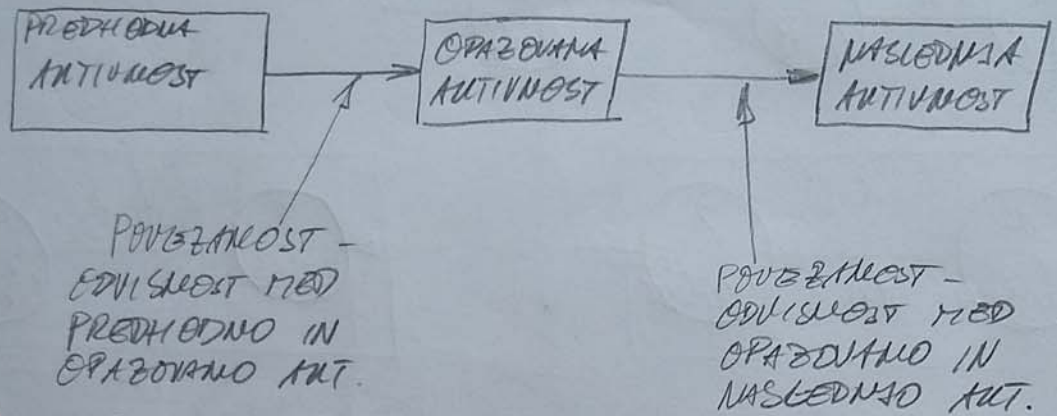 PREDHODNA
AKTIVNOST
OPAZOVANA
AKTIVNOST
NASLEDNJA
AKTIVNOST
POVEZANOST -
ODVISNOST MED
PREDHODNO IN
OPAZOVANO AKT.
POVEZANOST -
ODVISNOST MED
OPAZOVANO IN
NASLEDNJO AKT.